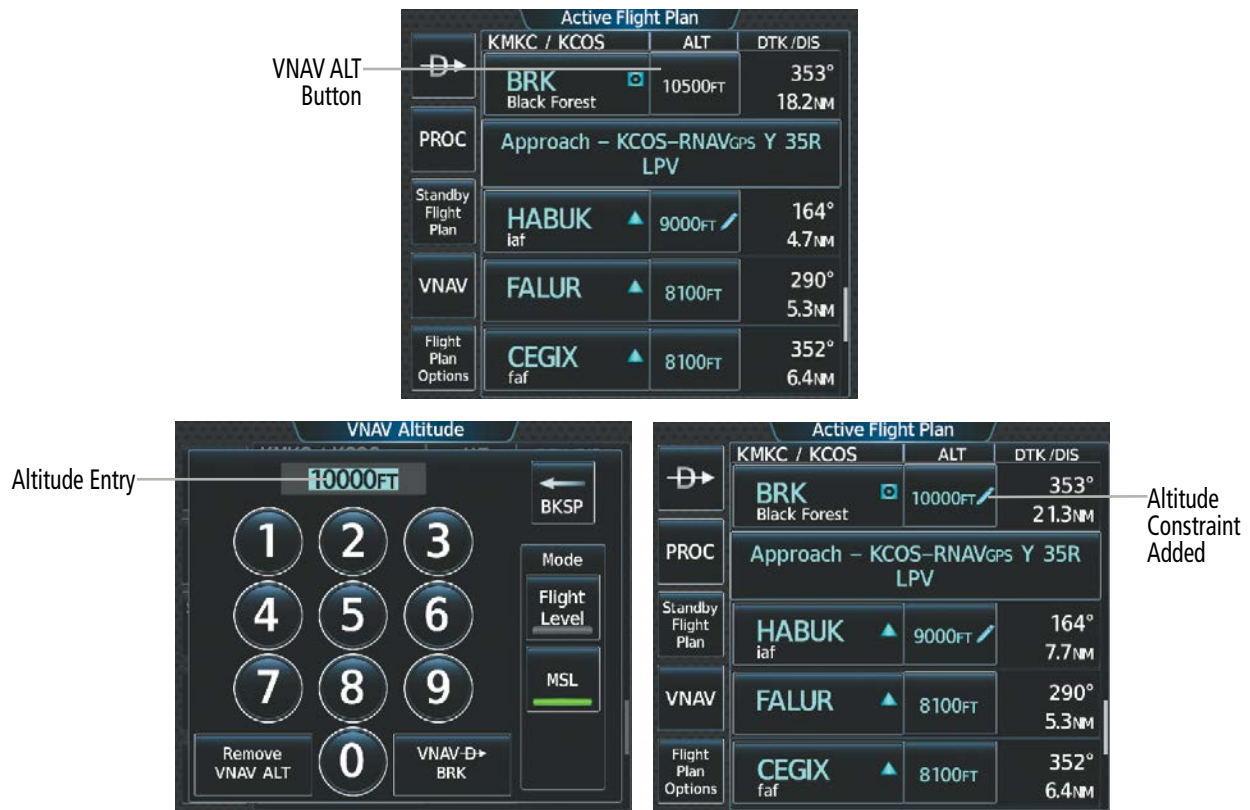 Active Flight Plan
KMKC / KCOS ALT DTK/DIS
VNAV ALT Button
D
BRK 10500FT 353°
Black Forest 18.2NM
PROC
Approach – KCOS–RNAVGPS Y 35R
LPV
Standby Flight Plan
HABUK 9000FT 164°
iaf 4.7NM
VNAV
FALUR 8100FT 290°
5.3NM
Flight Plan Options
CEGIX 8100FT 352°
faf 6.4NM
VNAV Altitude
Altitude Entry
10000FT
BKSP
1 2 3
Mode
4 5 6
Flight Level
7 8 9
MSL
Remove VNAV ALT
0
VNAV D BRK
Active Flight Plan
KMKC / KCOS ALT DTK/DIS
D
BRK 10000FT 353°
Black Forest 21.3NM
Altitude Constraint Added
PROC
Approach – KCOS–RNAVGPS Y 35R
LPV
Standby Flight Plan
HABUK 9000FT 164°
iaf 7.7NM
VNAV
FALUR 8100FT 290°
5.3NM
Flight Plan Options
CEGIX 8100FT 352°
faf 6.4NM